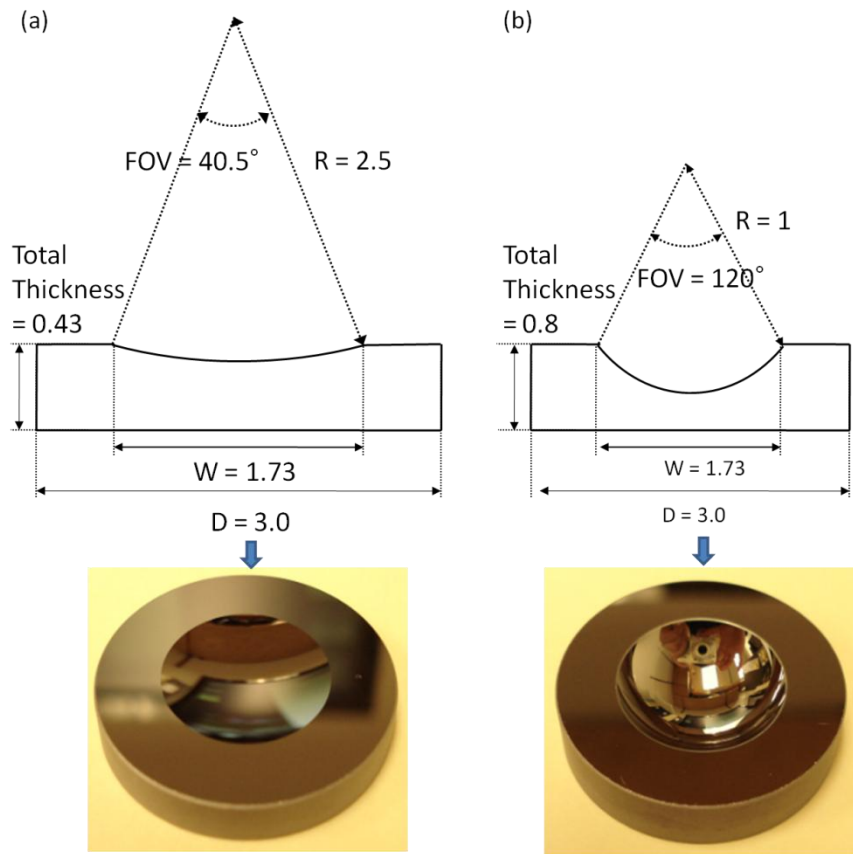 (a)
FOV = 40.5°
R = 2.5
Total
Thickness
= 0.43
W = 1.73
D = 3.0
(b)
R = 1
FOV = 120°
Total
Thickness
= 0.8
W = 1.73
D = 3.0